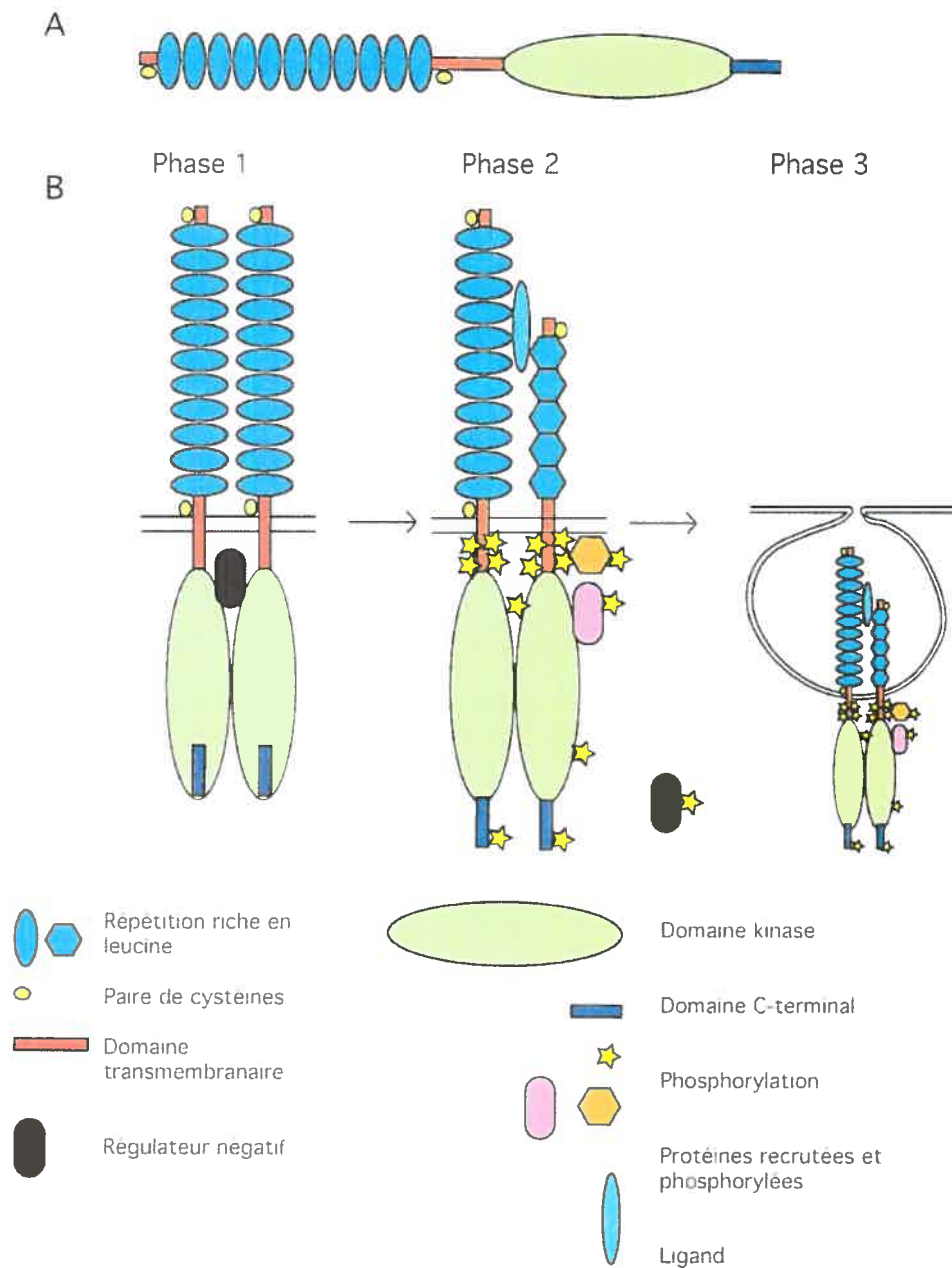 A
Phase 1
Phase 2
Phase 3
B
Répétition riche en
leucine
Paire de cystéines
Domaine
transmembranaire
Régulateur négatif
Domaine kinase
Domaine C-terminal
Phosphorylation
Protéines recrutées et
phosphorylées
Ligand